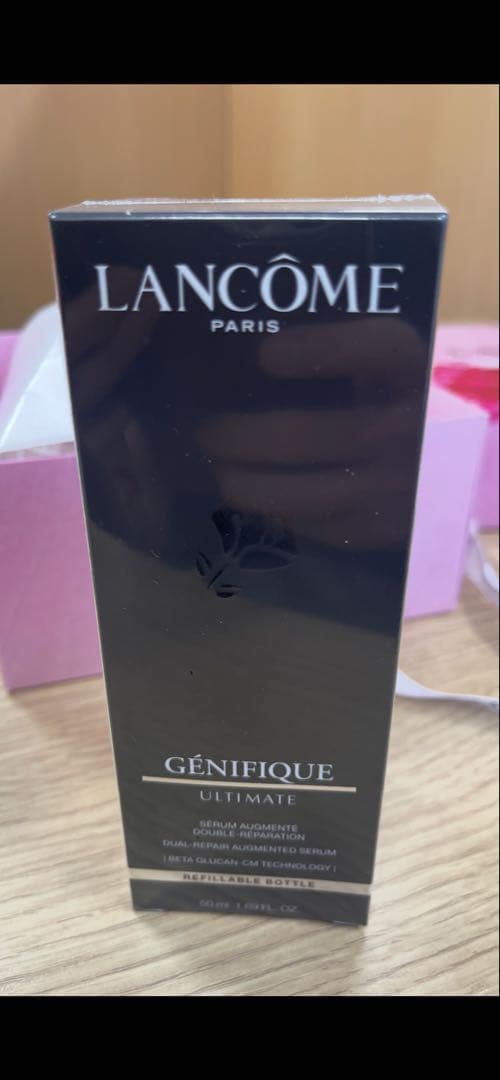 LANCÔME
PARIS
GÉNIFIQUE
ULTIMATE
SÉRUM AUGMENTÉ
DOUBLE-RÉPARATION
DUAL-REPAIR AUGMENTED SERUM
| BETA GLUCAN-CM TECHNOLOGY |
REFILLABLE BOTTLE
50 ml 1.69 FL. OZ